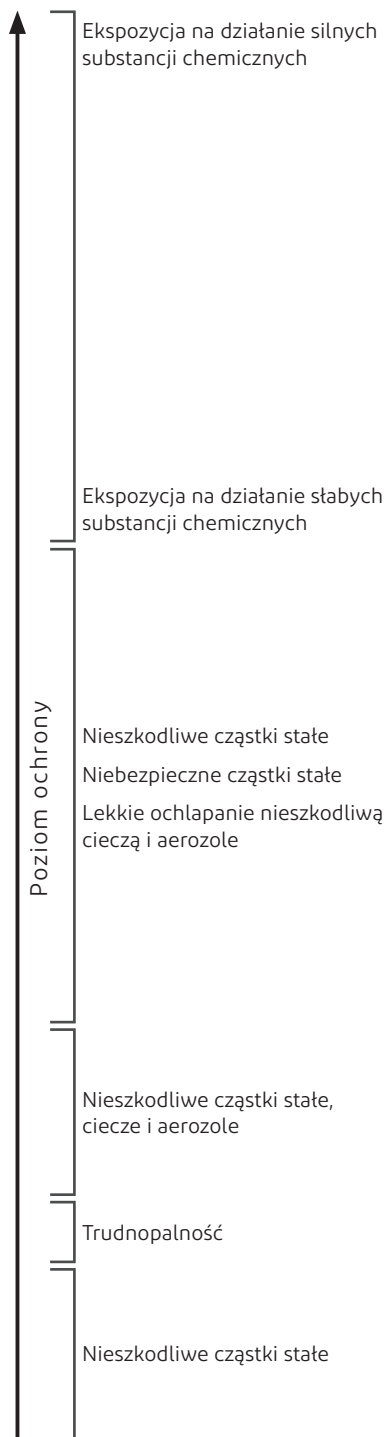 Ekspozycja na działanie silnych
substancji chemicznych
Ekspozycja na działanie słabych
substancji chemicznych
Poziom ochrony
Nieszkodliwe cząstki stałe
Niebezpieczne cząstki stałe
Lekkie ochlapanie nieszkodliwą
cieczą i aerozole
Nieszkodliwe cząstki stałe,
ciecze i aerozole
Trudnopalność
Nieszkodliwe cząstki stałe